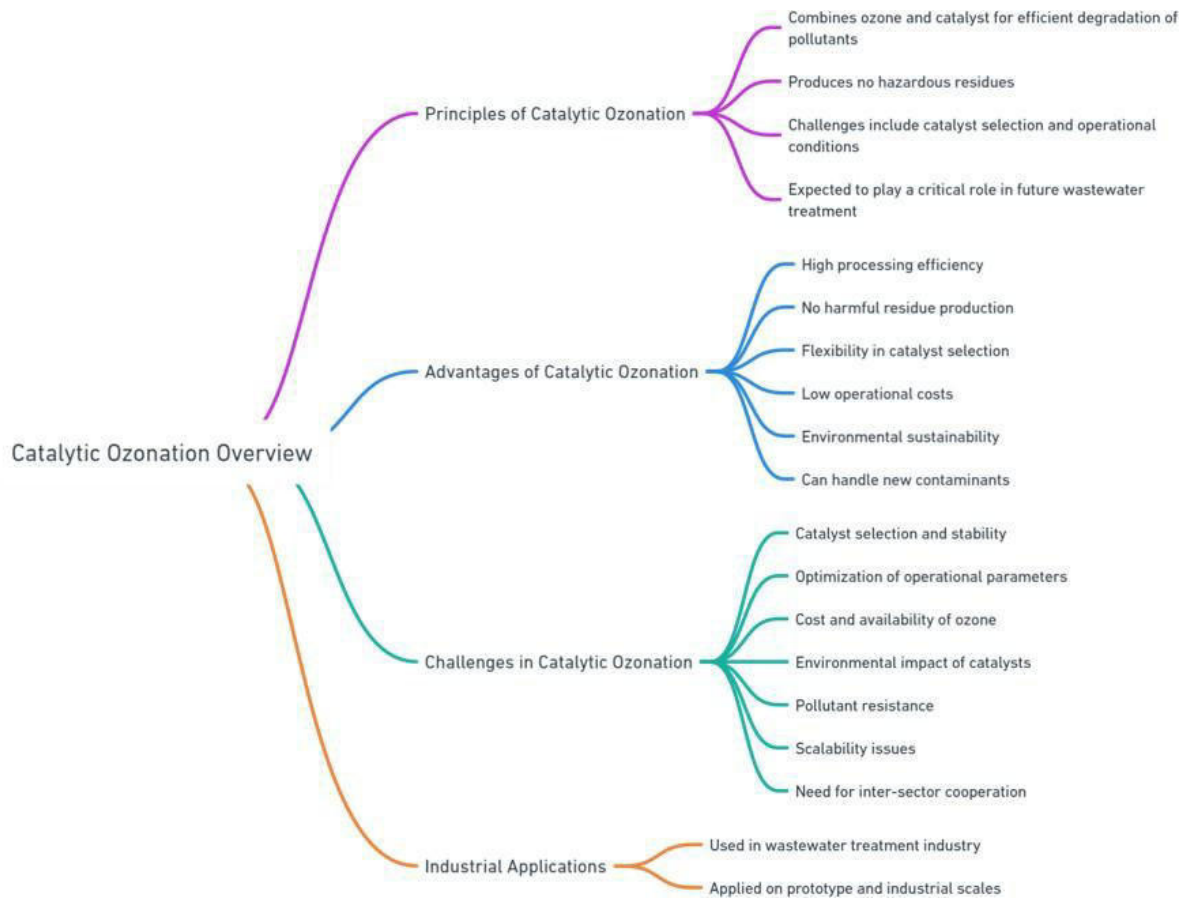 Catalytic Ozonation Overview
Principles of Catalytic Ozonation
Combines ozone and catalyst for efficient degradation of
pollutants
Produces no hazardous residues
Challenges include catalyst selection and operational
conditions
Expected to play a critical role in future wastewater
treatment
Advantages of Catalytic Ozonation
High processing efficiency
No harmful residue production
Flexibility in catalyst selection
Low operational costs
Environmental sustainability
Can handle new contaminants
Challenges in Catalytic Ozonation
Catalyst selection and stability
Optimization of operational parameters
Cost and availability of ozone
Environmental impact of catalysts
Pollutant resistance
Scalability issues
Need for inter-sector cooperation
Industrial Applications
Used in wastewater treatment industry
Applied on prototype and industrial scales